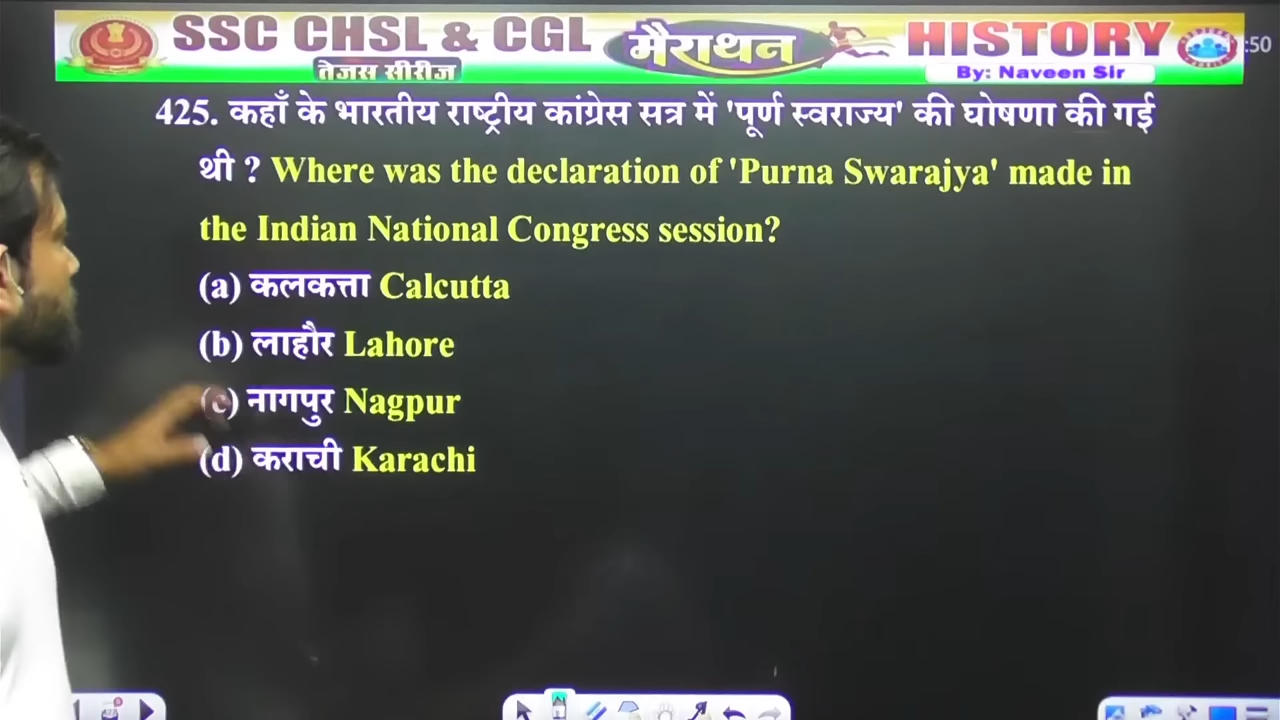 SSC CHSL & CGL मैराथन HISTORY :50
तेजस सीरीज By: Naveen Sir
425. कहाँ के भारतीय राष्ट्रीय कांग्रेस सत्र में 'पूर्ण स्वराज्य' की घोषणा की गई
थी ? Where was the declaration of 'Purna Swarajya' made in
the Indian National Congress session?
(a) कलकत्ता Calcutta
(b) लाहौर Lahore
(c) नागपुर Nagpur
(d) कराची Karachi